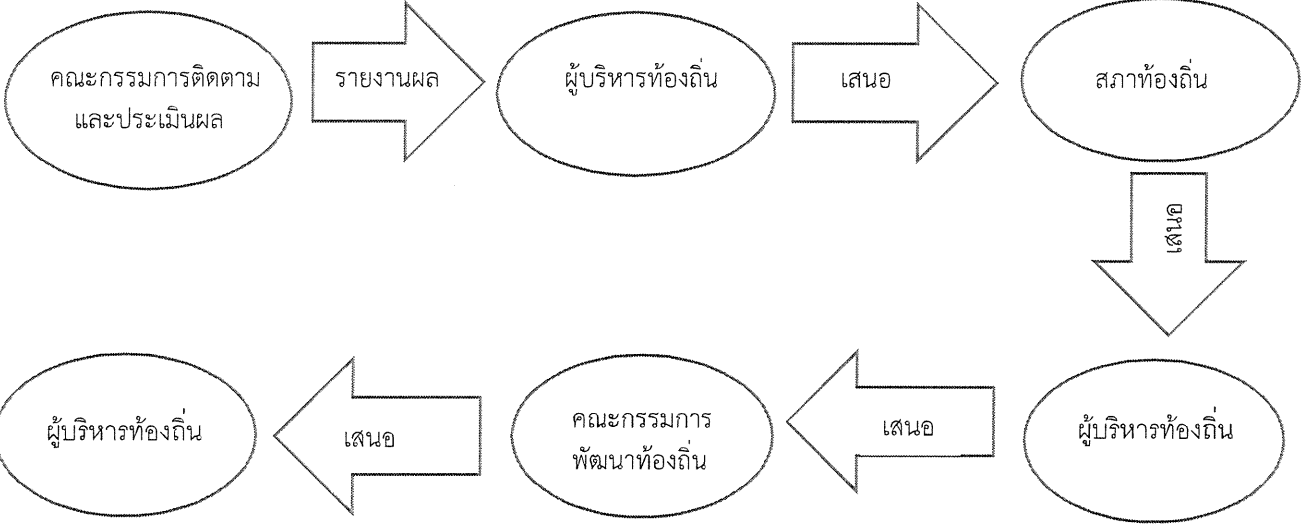 คณะกรรมการติดตาม
และประเมินผล
รายงานผล
ผู้บริหารท้องถิ่น
เสนอ
สภาท้องถิ่น
เสนอ
ผู้บริหารท้องถิ่น
เสนอ
คณะกรรมการ
พัฒนาท้องถิ่น
เสนอ
ผู้บริหารท้องถิ่น